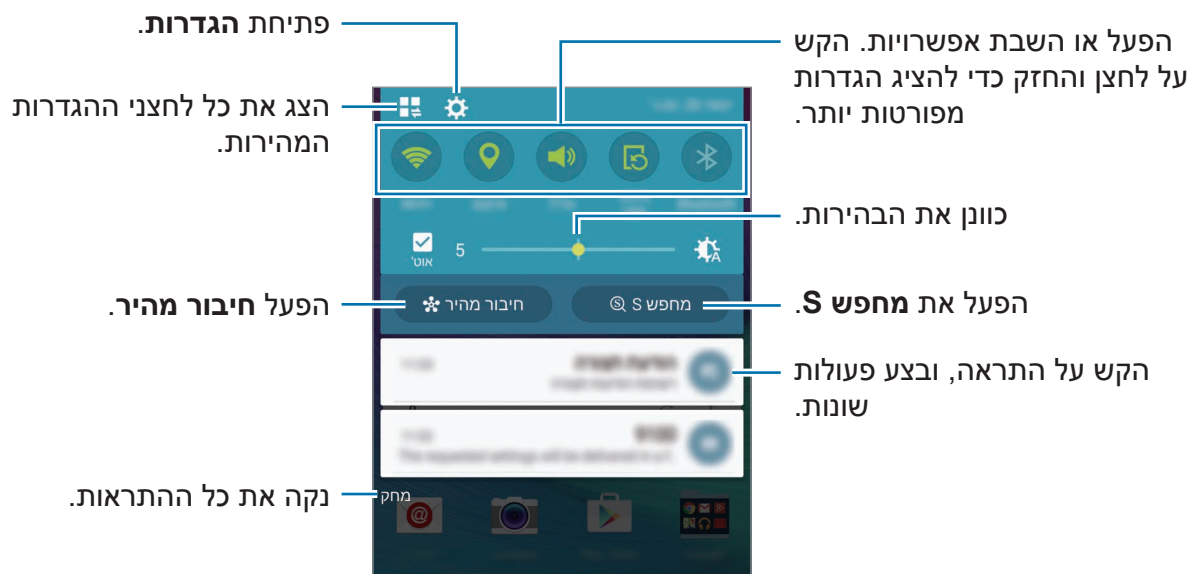 פתיחת הגדרות.
הפעל או השבת אפשרויות. הקש
על לחצן והחזק כדי להציג הגדרות
מפורטות יותר.
הצג את כל לחצני ההגדרות
המהירות.
כוונן את הבהירות.
5
אוט'
A
הפעל את מחפש S.
מחפש S
חיבור מהיר
הפעל חיבור מהיר.
הקש על התראה, ובצע פעולות
שונות.
מחק
נקה את כל ההתראות.